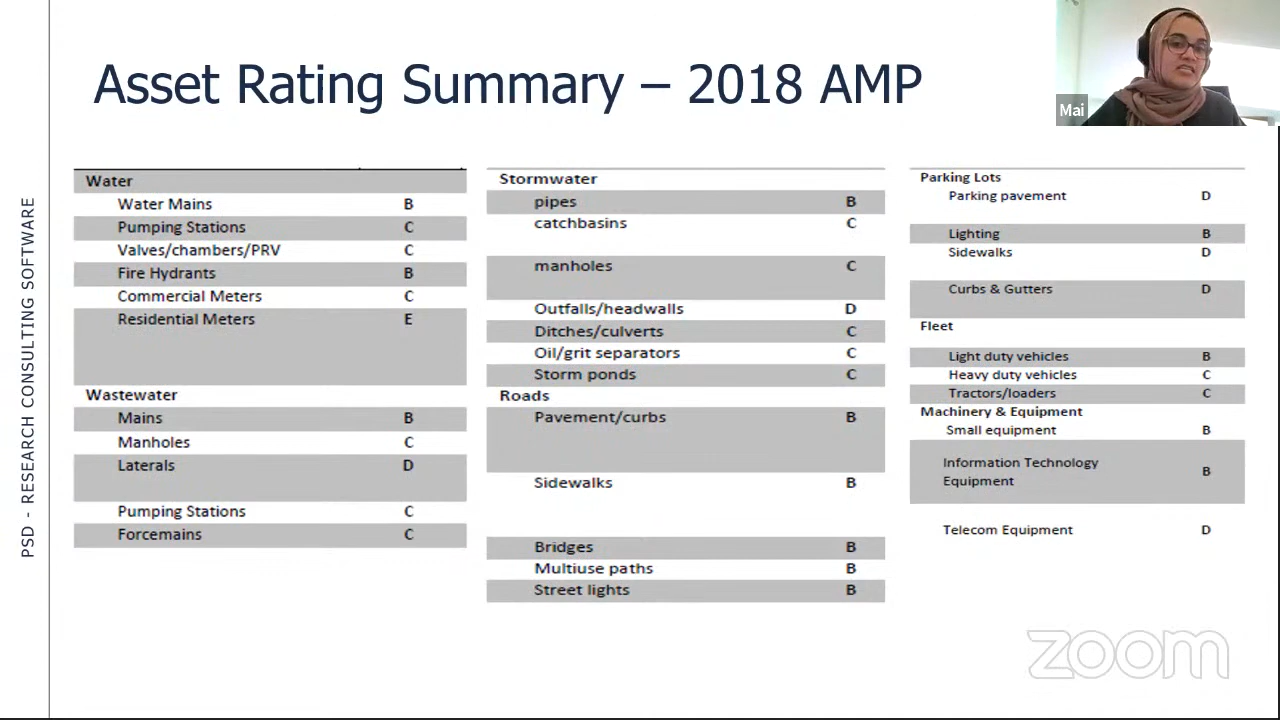 Asset Rating Summary – 2018 AMP
Mai
PSD - RESEARCH CONSULTING SOFTWARE
Water
Water Mains B
Pumping Stations C
Valves/chambers/PRV C
Fire Hydrants B
Commercial Meters C
Residential Meters E
Wastewater
Mains B
Manholes C
Laterals D
Pumping Stations C
Forcemains C
Stormwater
pipes B
catchbasins C
manholes C
Outfalls/headwalls D
Ditches/culverts C
Oil/grit separators C
Storm ponds C
Roads
Pavement/curbs B
Sidewalks B
Bridges B
Multiuse paths B
Street lights B
Parking Lots
Parking pavement D
Lighting B
Sidewalks D
Curbs & Gutters D
Fleet
Light duty vehicles B
Heavy duty vehicles C
Tractors/loaders C
Machinery & Equipment
Small equipment B
Information Technology
Equipment B
Telecom Equipment D
zoom